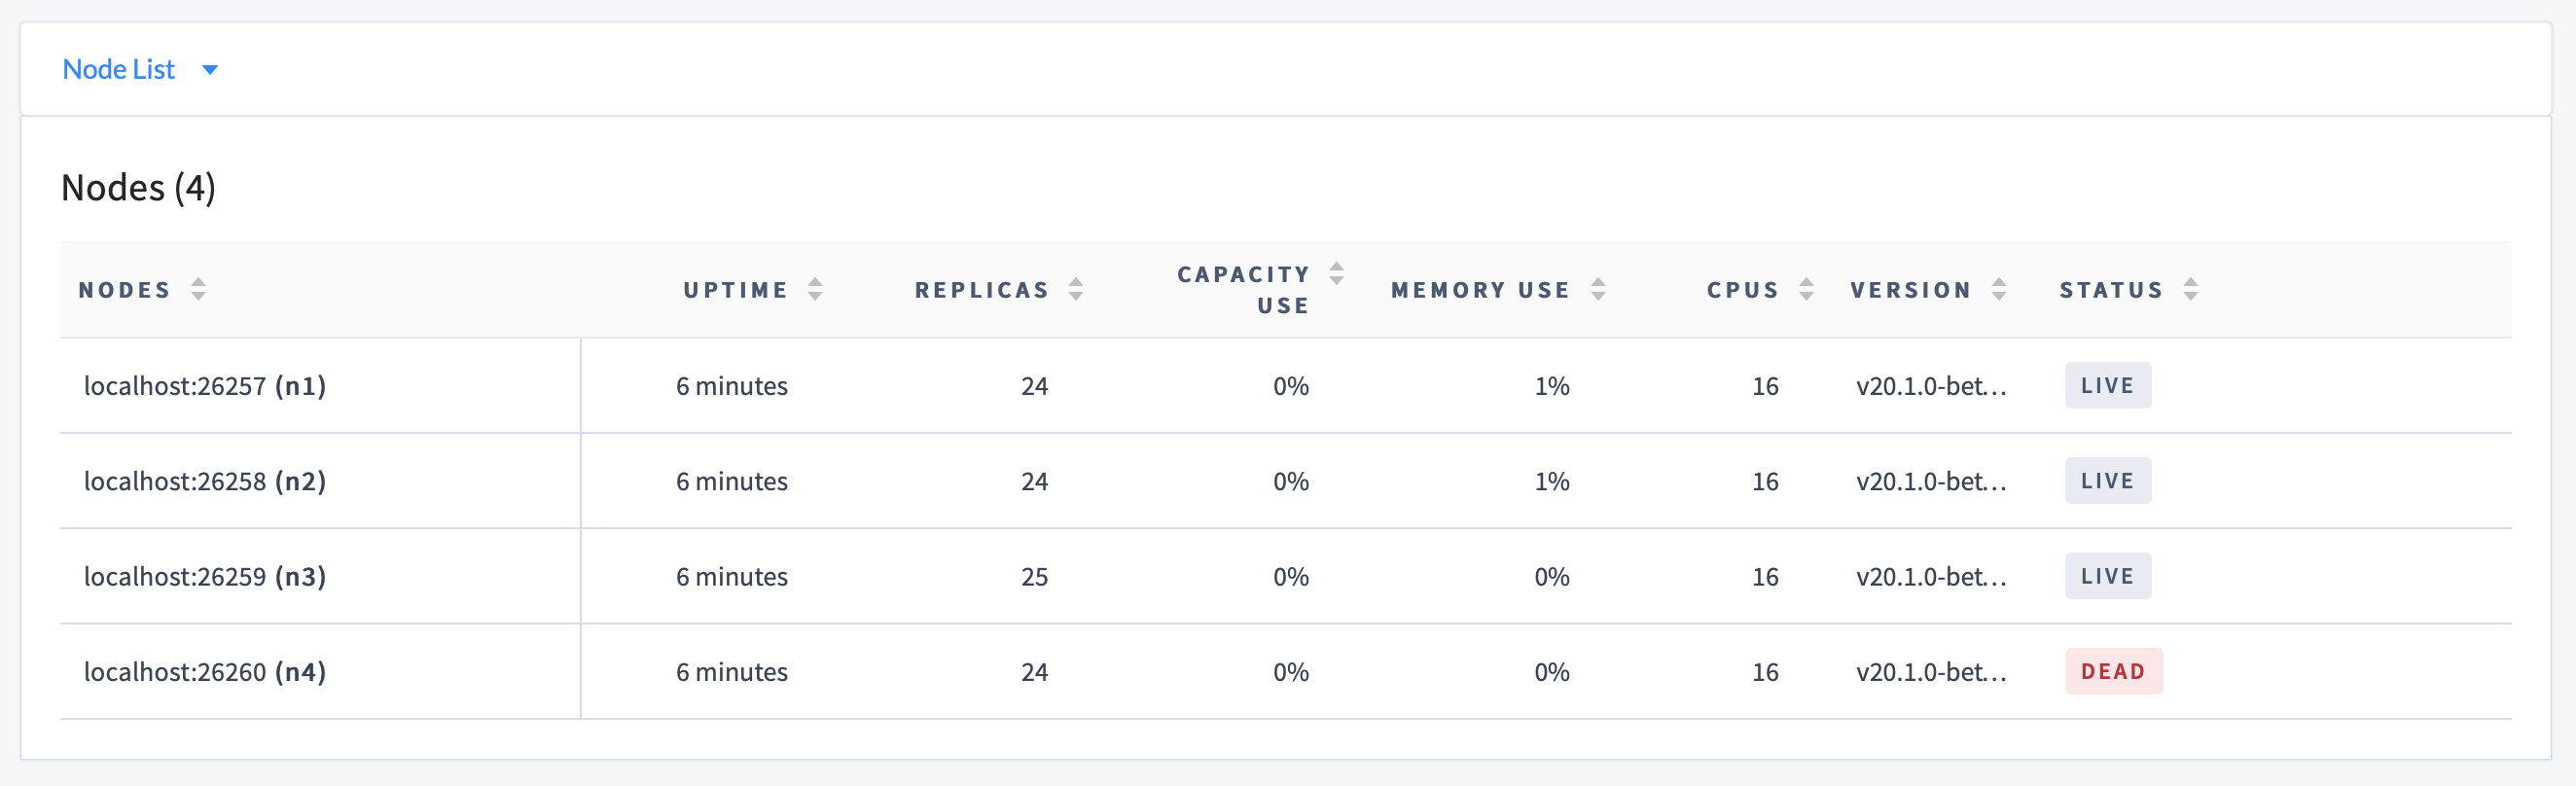 Node List
Nodes (4)
NODES UPTIME REPLICAS CAPACITY USE MEMORY USE CPUS VERSION STATUS
localhost:26257 (n1) 6 minutes 24 0% 1% 16 v20.1.0-bet... LIVE
localhost:26258 (n2) 6 minutes 24 0% 1% 16 v20.1.0-bet... LIVE
localhost:26259 (n3) 6 minutes 25 0% 0% 16 v20.1.0-bet... LIVE
localhost:26260 (n4) 6 minutes 24 0% 0% 16 v20.1.0-bet... DEAD